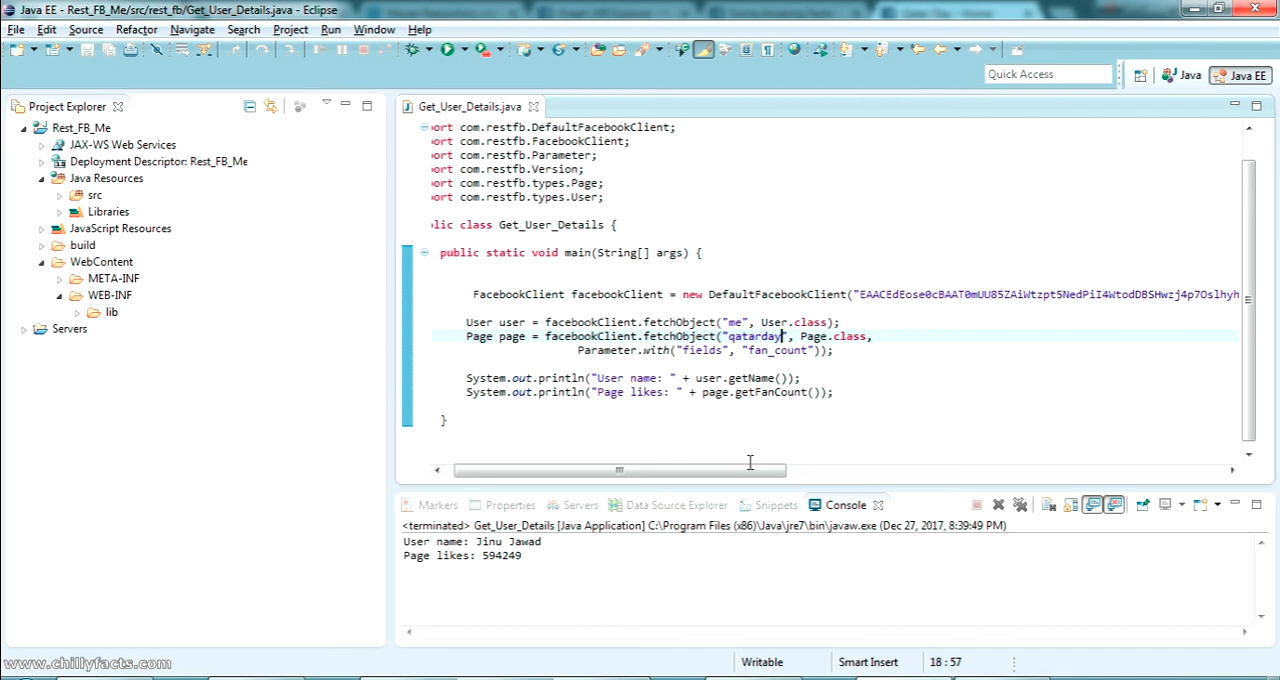 Java EE - Rest_FB_Me/src/rest_fb/Get_User_Details.java - Eclipse
File Edit Source Refactor Navigate Search Project Run Window Help
Quick Access
Java
Java EE
Project Explorer
Get_User_Details.java
Rest_FB_Me
JAX-WS Web Services
Deployment Descriptor: Rest_FB_Me
Java Resources
src
Libraries
JavaScript Resources
build
WebContent
META-INF
WEB-INF
lib
Servers
ort com.restfb.DefaultFacebookClient;
ort com.restfb.FacebookClient;
ort com.restfb.Parameter;
ort com.restfb.Version;
ort com.restfb.types.Page;
ort com.restfb.types.User;
lic class Get_User_Details {
public static void main(String[] args) {
FacebookClient facebookClient = new DefaultFacebookClient("EAACEdEose0cBAAT0mUU85ZAiWtzpt5NedPiI4WtodDBSHwzj4p7Oslhyh
User user = facebookClient.fetchObject("me", User.class);
Page page = facebookClient.fetchObject("qatarday", Page.class,
Parameter.with("fields", "fan_count"));
System.out.println("User name: " + user.getName());
System.out.println("Page likes: " + page.getFanCount());
}
Markers Properties Servers Data Source Explorer Snippets Console
<terminated> Get_User_Details [Java Application] C:\Program Files (x86)\Java\jre7\bin\javaw.exe (Dec 27, 2017, 8:39:49 PM)
User name: Jinu Jawad
Page likes: 594249
www.chillyfacts.com
Writable
Smart Insert
18 : 57